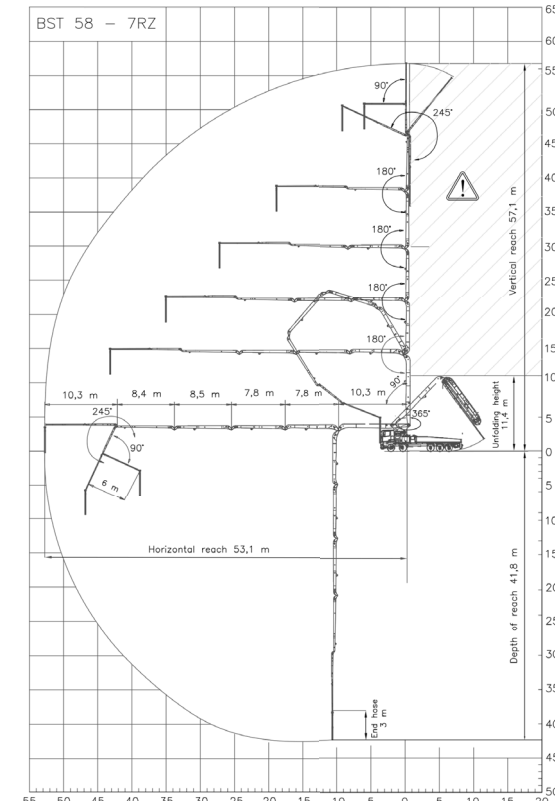 BST 58 - 7RZ
65
60
55
50
45
40
35
30
25
20
15
10
5
0
5
10
15
20
25
30
35
40
45
50
90°
245°
180°
180°
180°
180°
Vertical reach 57,1 m
10,3 m
8,4 m
8,5 m
7,8 m
7,8 m
10,3 m
90°
365°
Unfolding height
11,4 m
245°
90°
6 m
Horizontal reach 53,1 m
Depth of reach 41,8 m
End hose
3 m
55 50 45 40 35 30 25 20 15 10 5 0 5 10 15 20